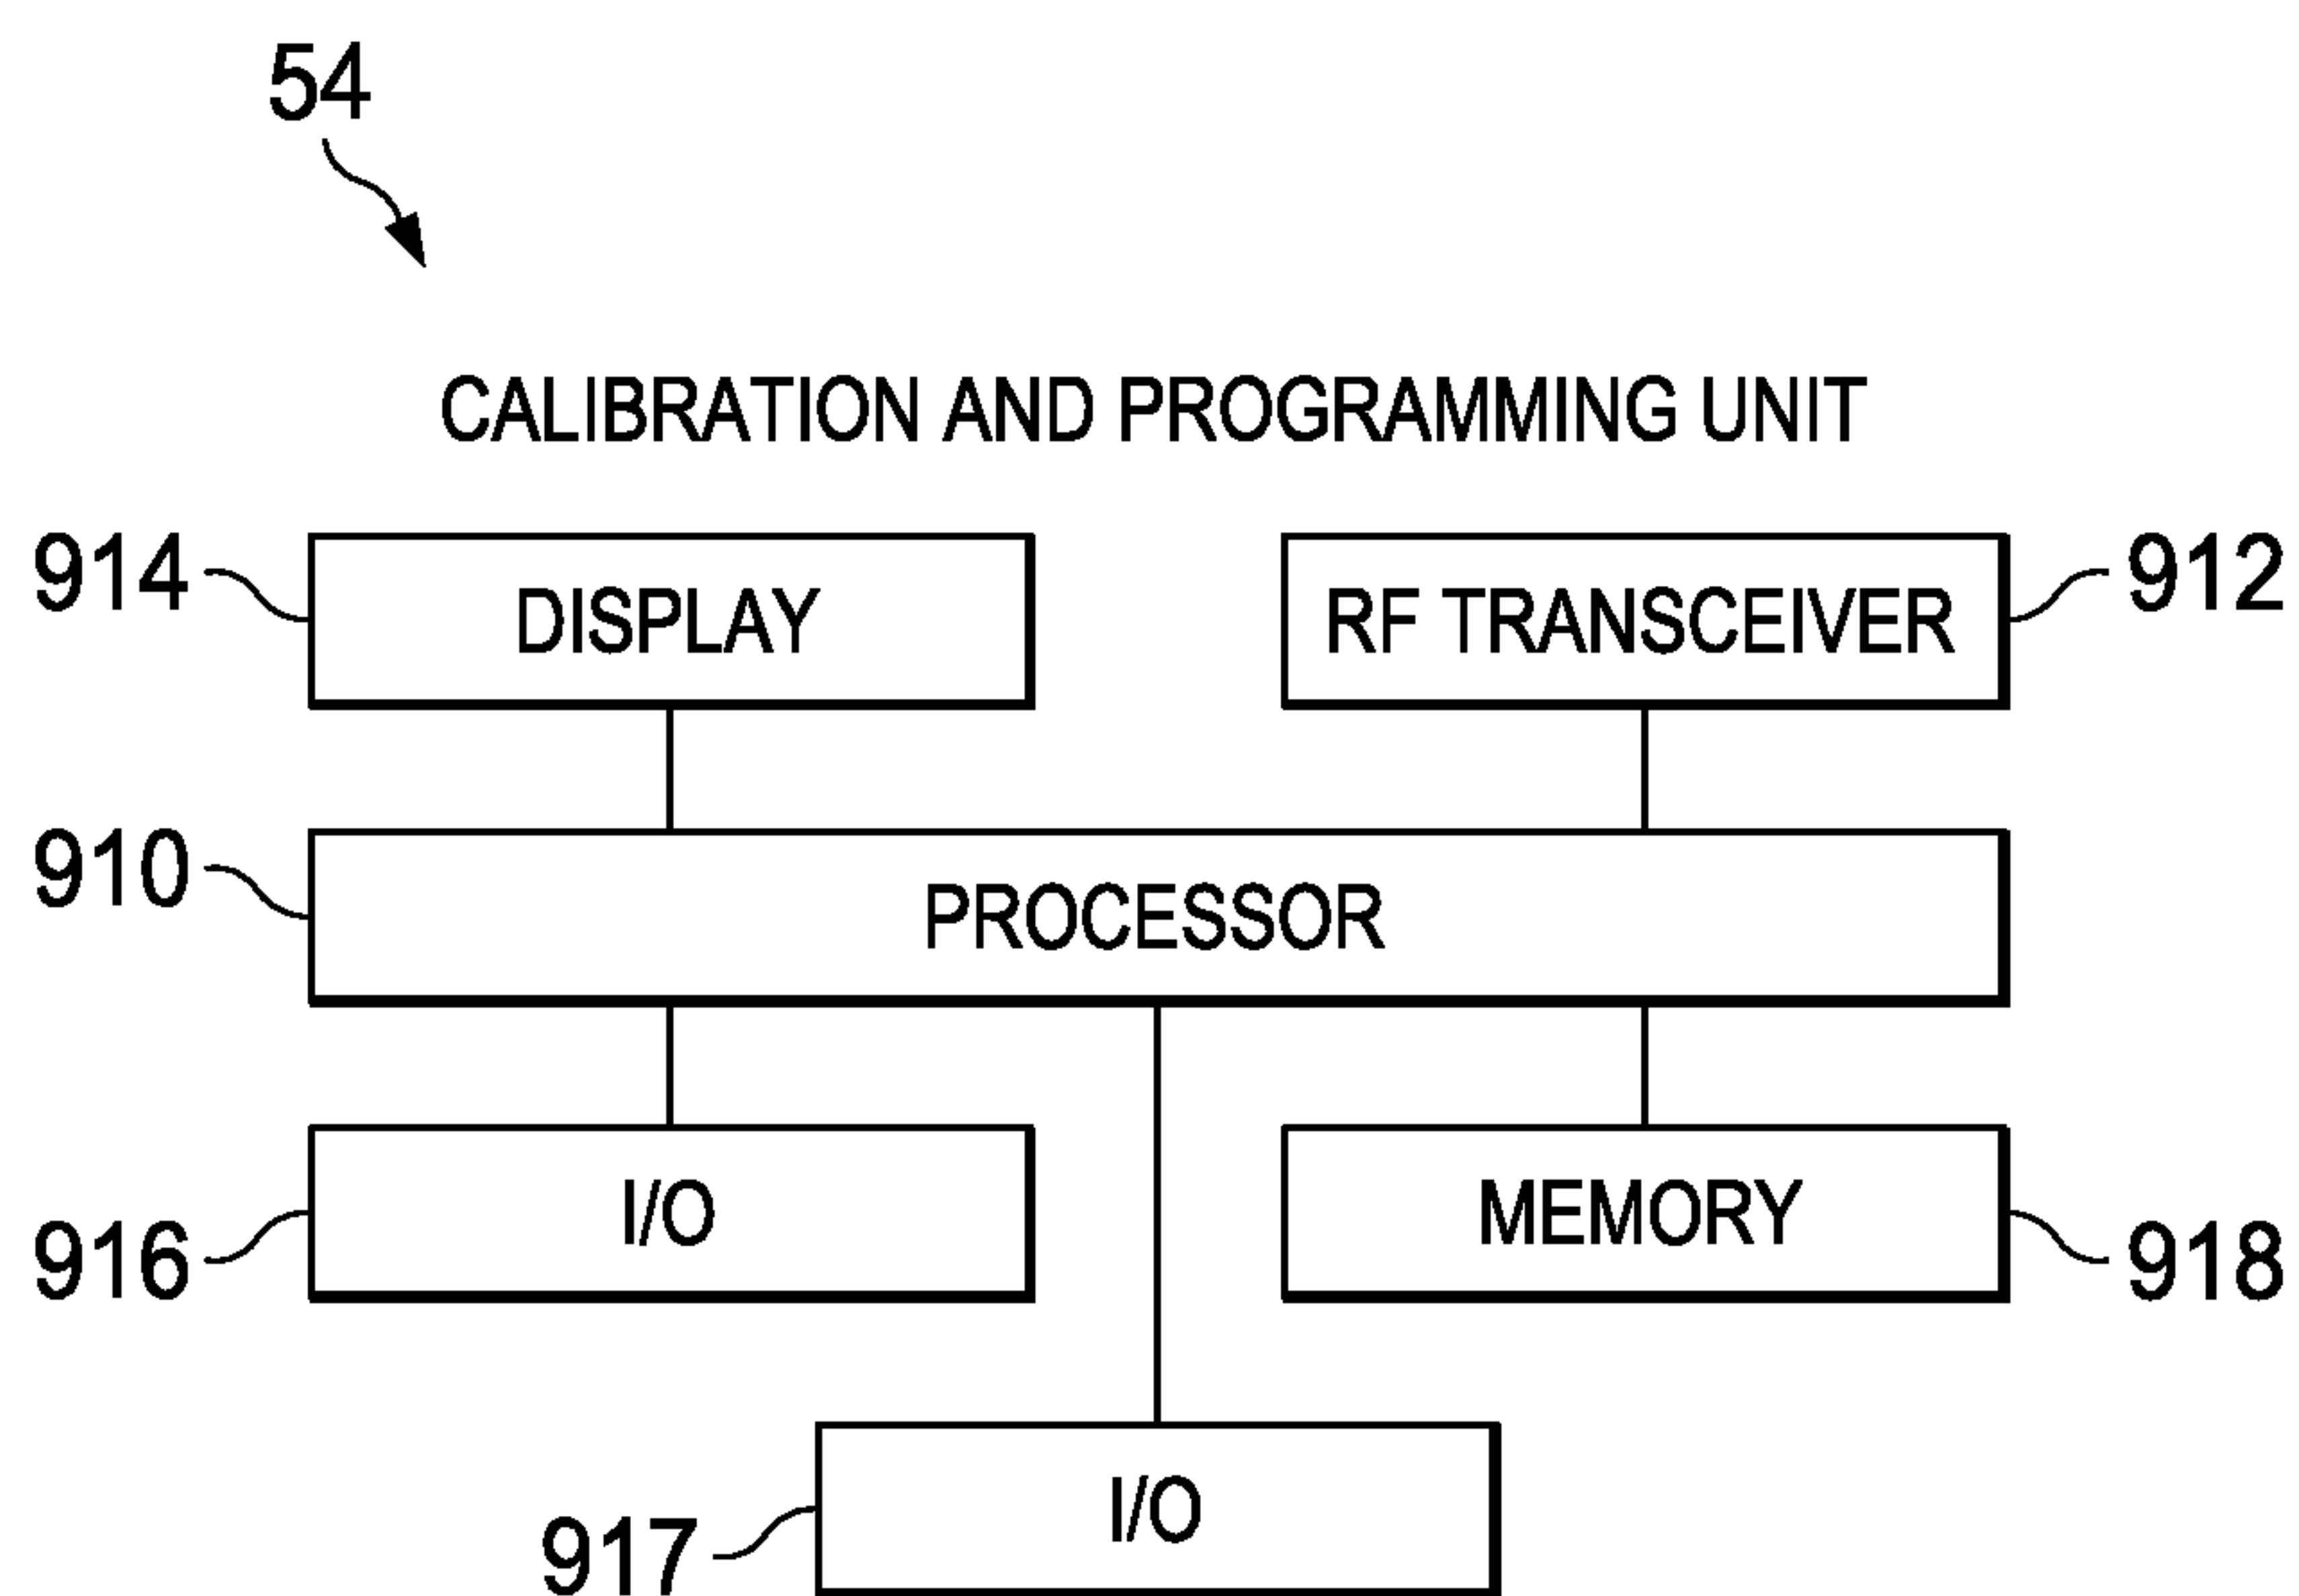 54
CALIBRATION AND PROGRAMMING UNIT
914 DISPLAY RF TRANSCEIVER 912
910 PROCESSOR
916 I/O MEMORY 918
917 I/O